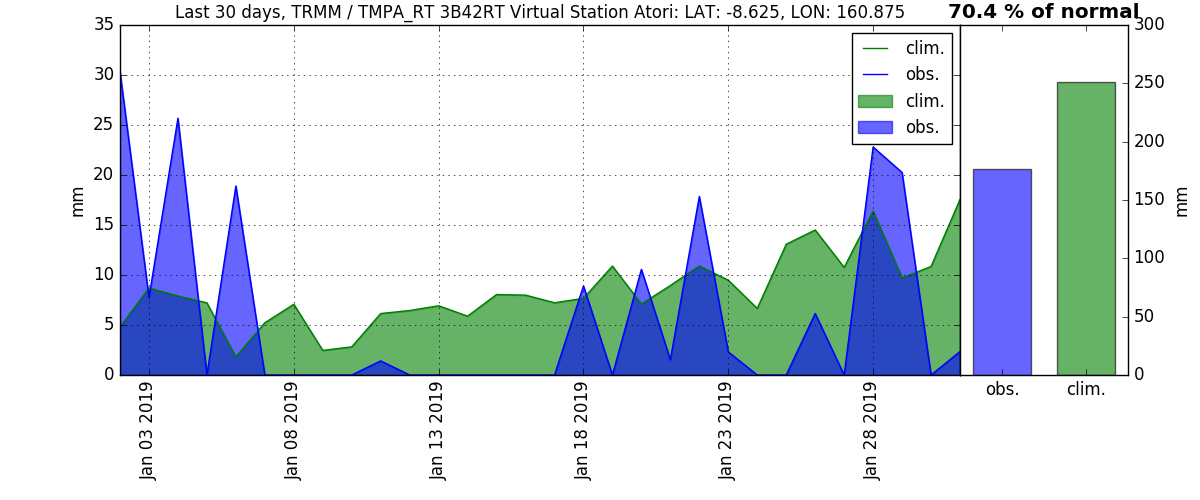 Last 30 days, TRMM / TMPA_RT 3B42RT Virtual Station Atori: LAT: -8.625, LON: 160.875
70.4 % of normal
35
30
25
20
15
10
5
0
mm
clim.
obs.
clim.
obs.
Jan 03 2019
Jan 08 2019
Jan 13 2019
Jan 18 2019
Jan 23 2019
Jan 28 2019
300
250
200
150
100
50
0
mm
obs.
clim.